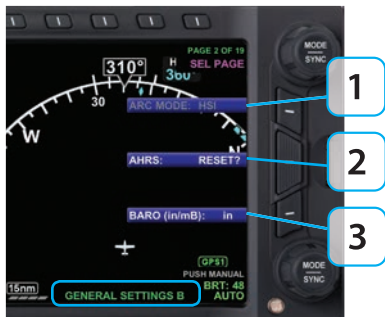 MODE
SYNC
PAGE 2 OF 19
SEL PAGE
310°
H
360°
1
30
ARC MODE: HSI
W
N
2
AHRS: RESET?
3
BARO (in/mB): in
GPS1
PUSH MANUAL
15nm
BRT: 48
GENERAL SETTINGS B
AUTO
MODE
SYNC